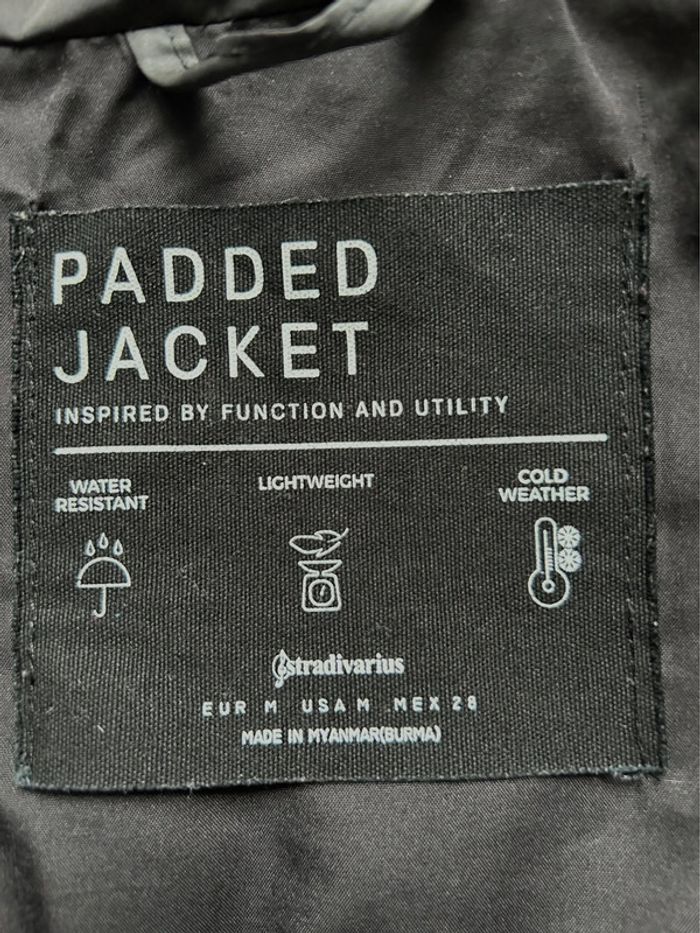 PADDED
JACKET
INSPIRED BY FUNCTION AND UTILITY
WATER
RESISTANT
LIGHTWEIGHT
COLD
WEATHER
stradivarius
EUR M USA M MEX 28
MADE IN MYANMAR(BURMA)